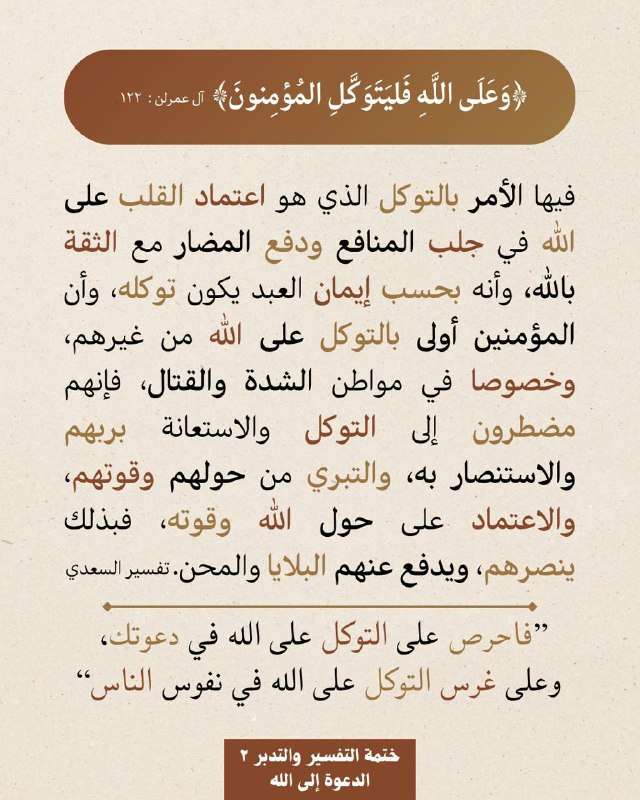 ﴿وَعَلَى اللَّهِ فَليَتَوَكَّلِ المُؤمِنونَ﴾ آل عمران : ١٢٢
فيها الأمر بالتوكل الذي هو اعتماد القلب على
الله في جلب المنافع ودفع المضار مع الثقة
بالله، وأنه بحسب إيمان العبد يكون توكله، وأن
المؤمنين أولى بالتوكل على الله من غيرهم،
وخصوصا في مواطن الشدة والقتال، فإنهم
مضطرون إلى التوكل والاستعانة بربهم
والاستنصار به، والتبري من حولهم وقوتهم،
والاعتماد على حول الله وقوته، فبذلك
ينصرهم، ويدفع عنهم البلايا والمحن. تفسير السعدي
”فاحرص على التوكل على الله في دعوتك،
وعلى غرس التوكل على الله في نفوس الناس“
ختمة التفسير والتدبر ٢
الدعوة إلى الله